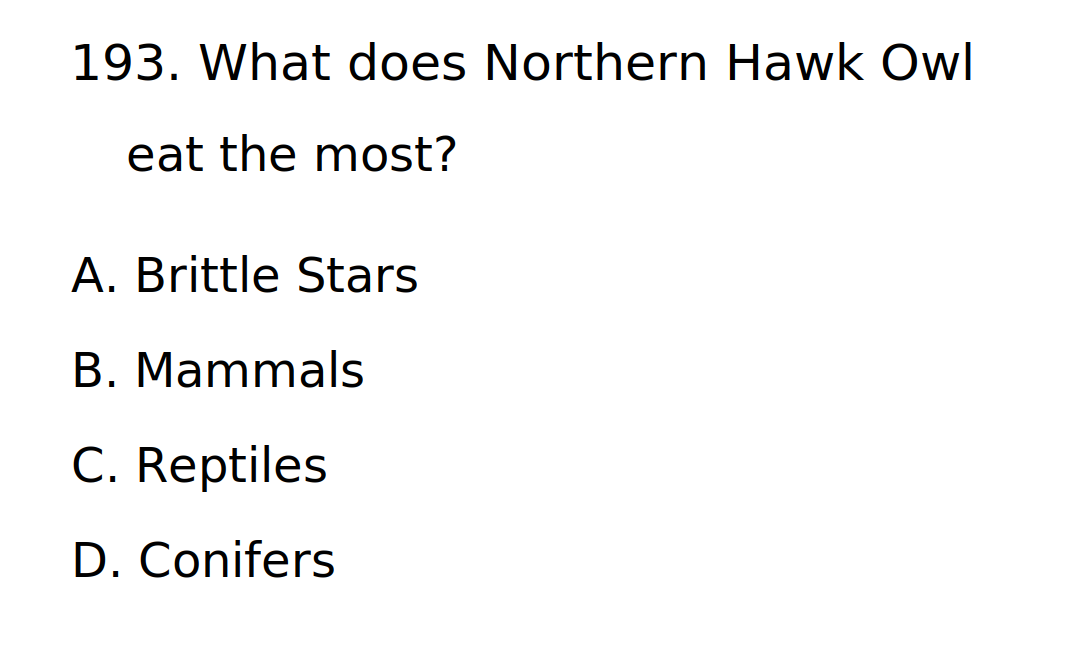 193. What does Northern Hawk Owl
eat the most?
A. Brittle Stars
B. Mammals
C. Reptiles
D. Conifers